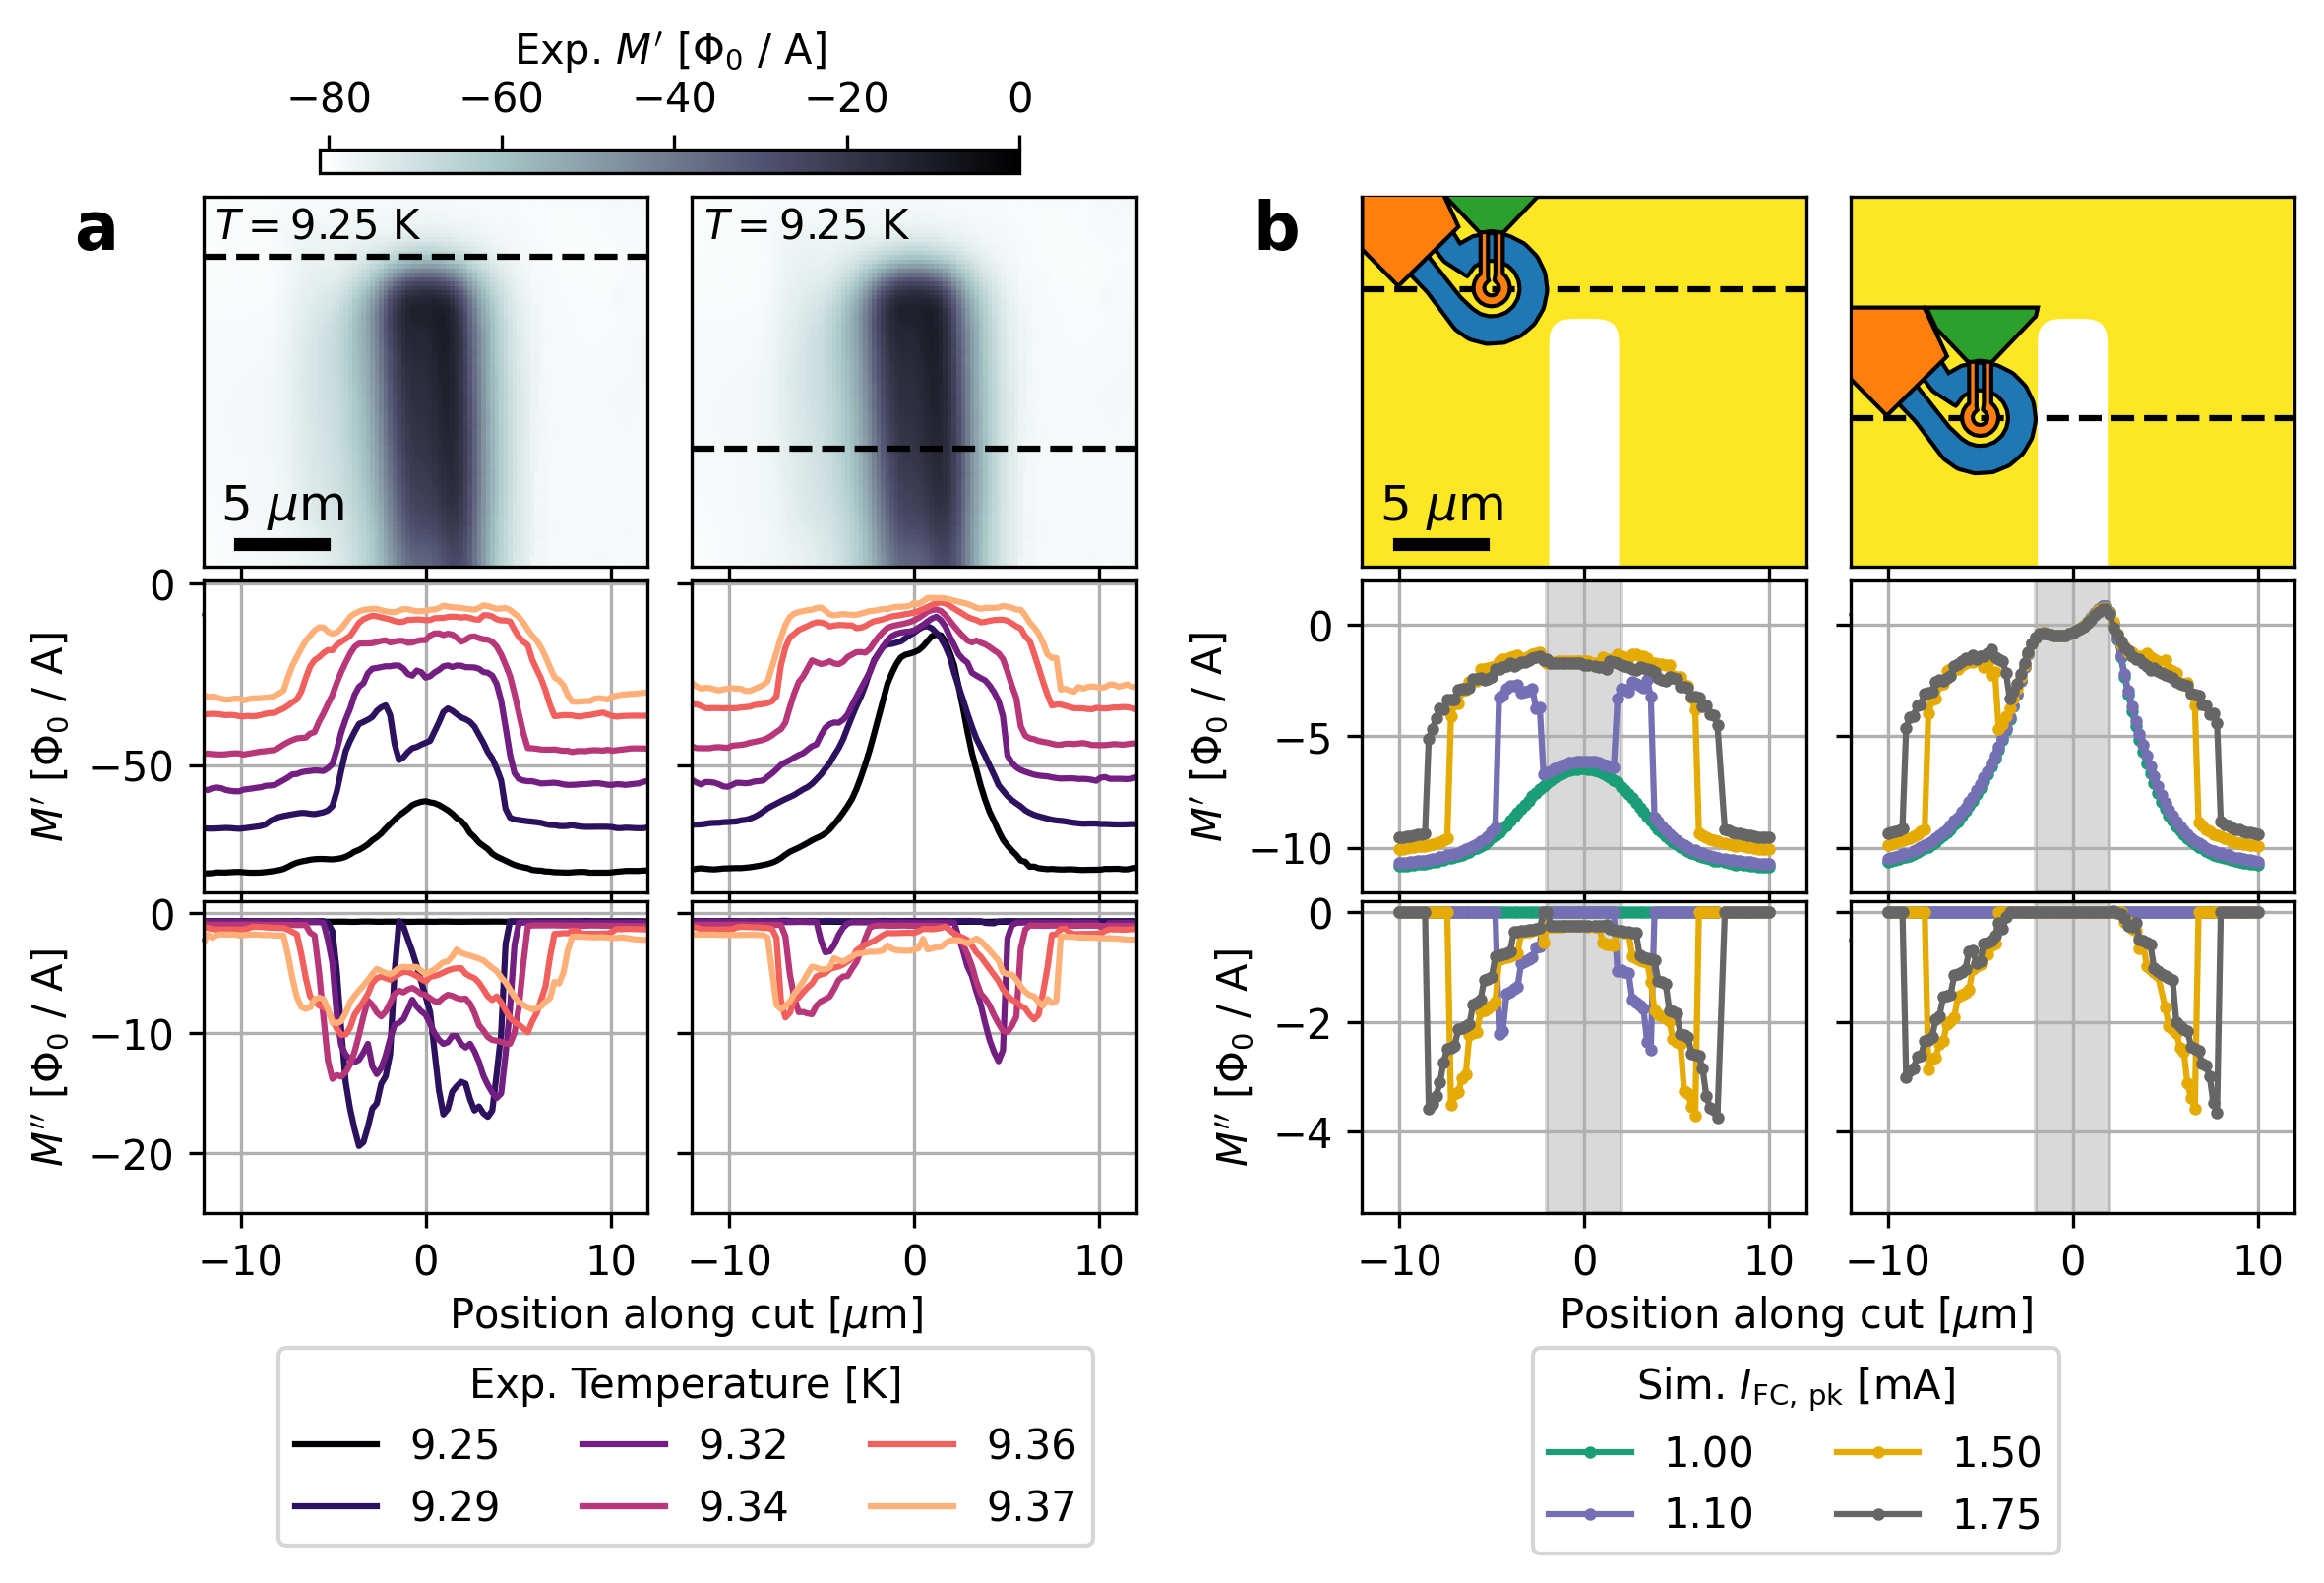 Exp. M′ [Φ0 / A]
−80 −60 −40 −20 0
a
T = 9.25 K
T = 9.25 K
5 μm
b
5 μm
M′ [Φ0 / A]
0
−50
M′ [Φ0 / A]
0
−5
−10
M″ [Φ0 / A]
0
−10
−20
M″ [Φ0 / A]
0
−2
−4
−10 0 10 −10 0 10
−10 0 10 −10 0 10
Position along cut [μm]
Position along cut [μm]
Exp. Temperature [K]
9.25 9.32 9.36
9.29 9.34 9.37
Sim. IFC, pk [mA]
1.00 1.50
1.10 1.75